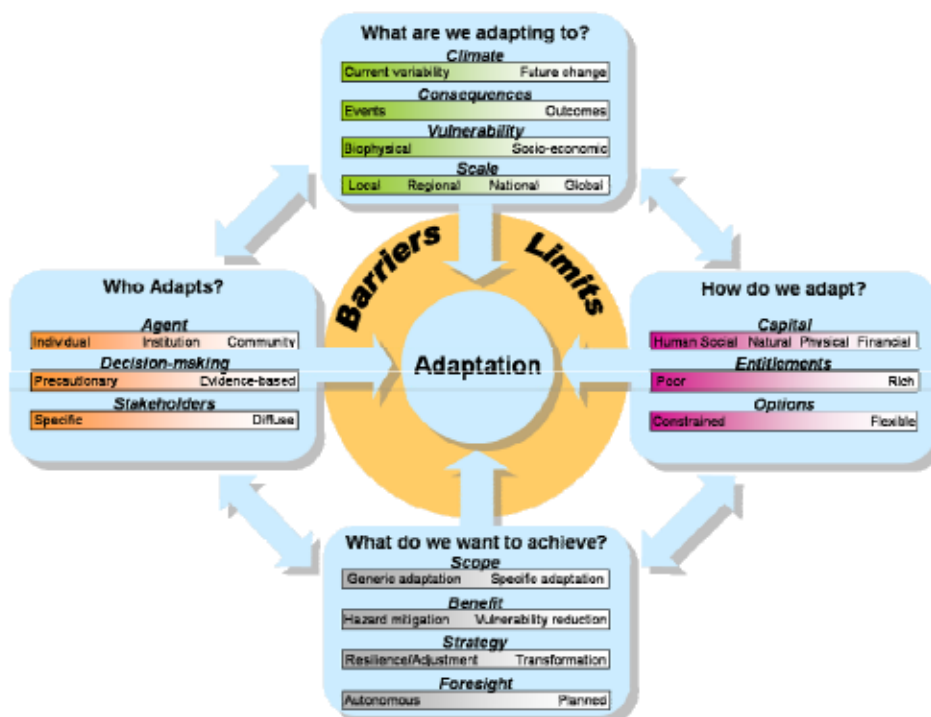 What are we adapting to?
Climate
Current variability Future change
Consequences
Events Outcomes
Vulnerability
Biophysical Socio-economic
Scale
Local Regional National Global
Barriers
Limits
Who Adapts?
Agent
Individual Institution Community
Decision-making
Precautionary Evidence-based
Stakeholders
Specific Diffuse
Adaptation
How do we adapt?
Capital
Human Social Natural Physical Financial
Entitlements
Poor Rich
Options
Constrained Flexible
What do we want to achieve?
Scope
Generic adaptation Specific adaptation
Benefit
Hazard mitigation Vulnerability reduction
Strategy
Resilience/Adjustment Transformation
Foresight
Autonomous Planned